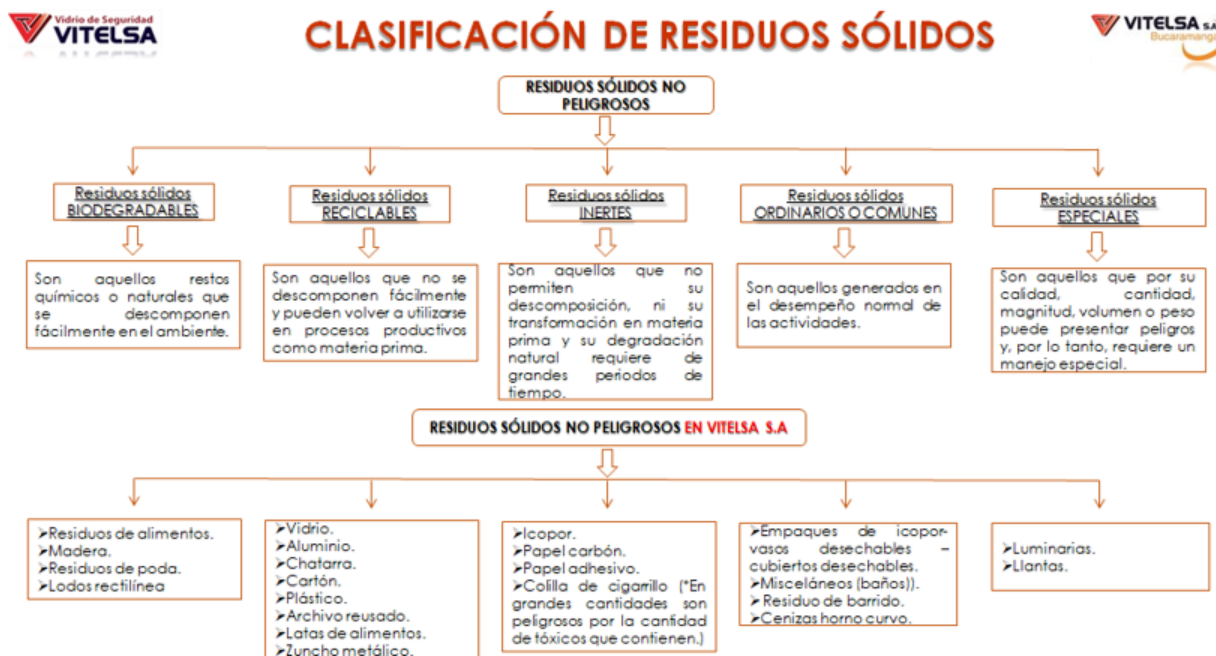 Vidrio de Seguridad
VITELSA
CLASIFICACIÓN DE RESIDUOS SÓLIDOS
VITELSA S.A
Bucaramanga
RESIDUOS SÓLIDOS NO
PELIGROSOS
Residuos sólidos
BIODEGRADABLES
Residuos sólidos
RECICLABLES
Residuos sólidos
INERTES
Residuos sólidos
ORDINARIOS O COMUNES
Residuos sólidos
ESPECIALES
Son aquellos restos
químicos o naturales que
se descomponen
fácilmente en el ambiente.
Son aquellos que no se
descomponen fácilmente
y pueden volver a utilizarse
en procesos productivos
como materia prima.
Son aquellos que no
permiten su
descomposición, ni su
transformación en materia
prima y su degradación
natural requiere de
grandes periodos de
tiempo.
Son aquellos generados en
el desempeño normal de
las actividades.
Son aquellos que por su
calidad, cantidad,
magnitud, volumen o peso
puede presentar peligros
y, por lo tanto, requiere un
manejo especial.
RESIDUOS SÓLIDOS NO PELIGROSOS EN VITELSA S.A
➤Residuos de alimentos.
➤Madera.
➤Residuos de poda.
➤Lodos rectilínea
➤Vidrio.
➤Aluminio.
➤Chatarra.
➤Cartón.
➤Plástico.
➤Archivo reusado.
➤Latas de alimentos.
➤Zuncho metálico.
➤Icopor.
➤Papel carbón.
➤Papel adhesivo.
➤Colilla de cigarrillo (*En
grandes cantidades son
peligrosos por la cantidad
de tóxicos que contienen.)
➤Empaques de icopor-
vasos desechables –
cubiertos desechables.
➤Misceláneos (baños)).
➤Residuo de barrido.
➤Cenizas horno curvo.
➤Luminarias.
➤Llantas.